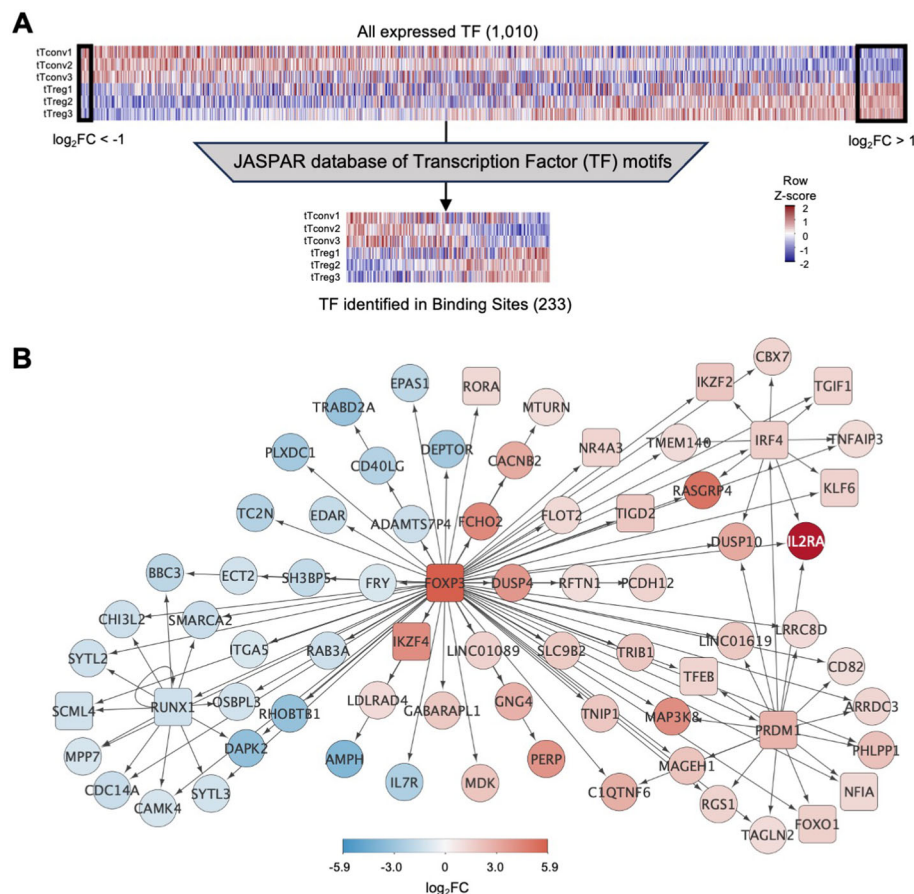 A
All expressed TF (1,010)
tTconv1
tTconv2
tTconv3
tTreg1
tTreg2
tTreg3
log2FC < -1
log2FC > 1
JASPAR database of Transcription Factor (TF) motifs
Row
Z-score
2
1
0
-1
-2
tTconv1
tTconv2
tTconv3
tTreg1
tTreg2
tTreg3
TF identified in Binding Sites (233)
B
CBX7
EPAS1
RORA
IKZF2
TGIF1
TRABD2A
MTURN
PLXDC1
DEPTOR
NR4A3
TMEM140
IRF4
TNFAIP3
CD40LG
CACNB2
RASGRP4
KLF6
TC2N
EDAR
ADAMTS7P4
FCHO2
FLOT2
TIGD2
DUSP10
IL2RA
BBC3
ECT2
SH3BP5
FRY
FOXP3
DUSP4
RFTN1
PCDH12
CHI3L2
SMARCA2
LINC01619
LRRC8D
SYTL2
ITGA5
RAB3A
IKZF4
LINC01089
SLC9B2
TRIB1
CD82
TFEB
SCML4
RUNX1
OSBPL3
RHOBTB1
LDLRAD4
GABARAPL1
GNG4
TNIP1
MAP3K8
PRDM1
ARRDC3
MPP7
DAPK2
AMPH
PERP
MAGEH1
PHLPP1
CDC14A
CAMK4
SYTL3
IL7R
MDK
C1QTNF6
RGS1
NFIA
FOXO1
TAGLN2
-5.9
-3.0
0
3.0
5.9
log2FC